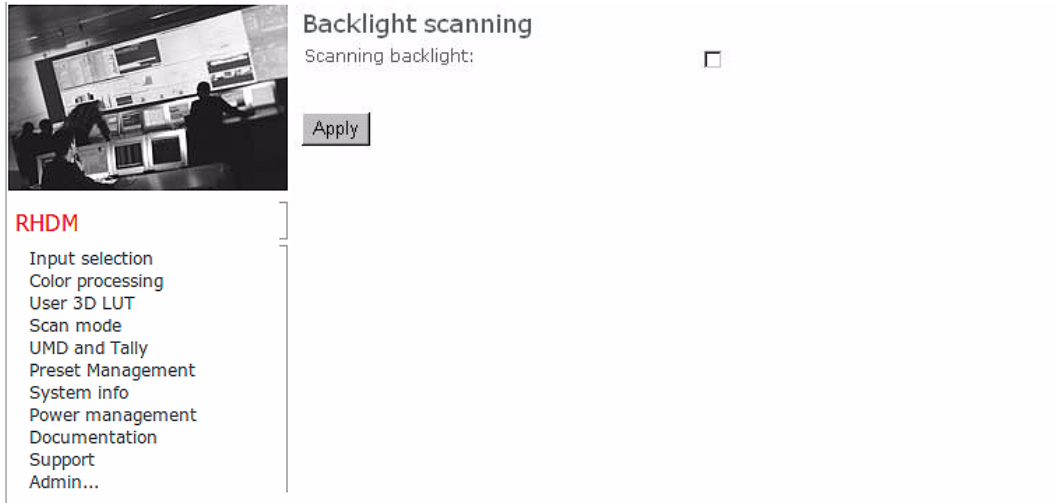 Backlight scanning
Scanning backlight:
Apply
RHDM
Input selection
Color processing
User 3D LUT
Scan mode
UMD and Tally
Preset Management
System info
Power management
Documentation
Support
Admin...